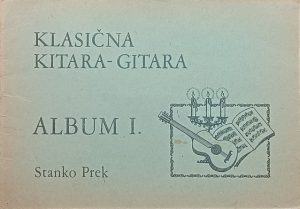 KLASIČNA
KITARA-GITARA
ALBUM I.
Stanko Prek